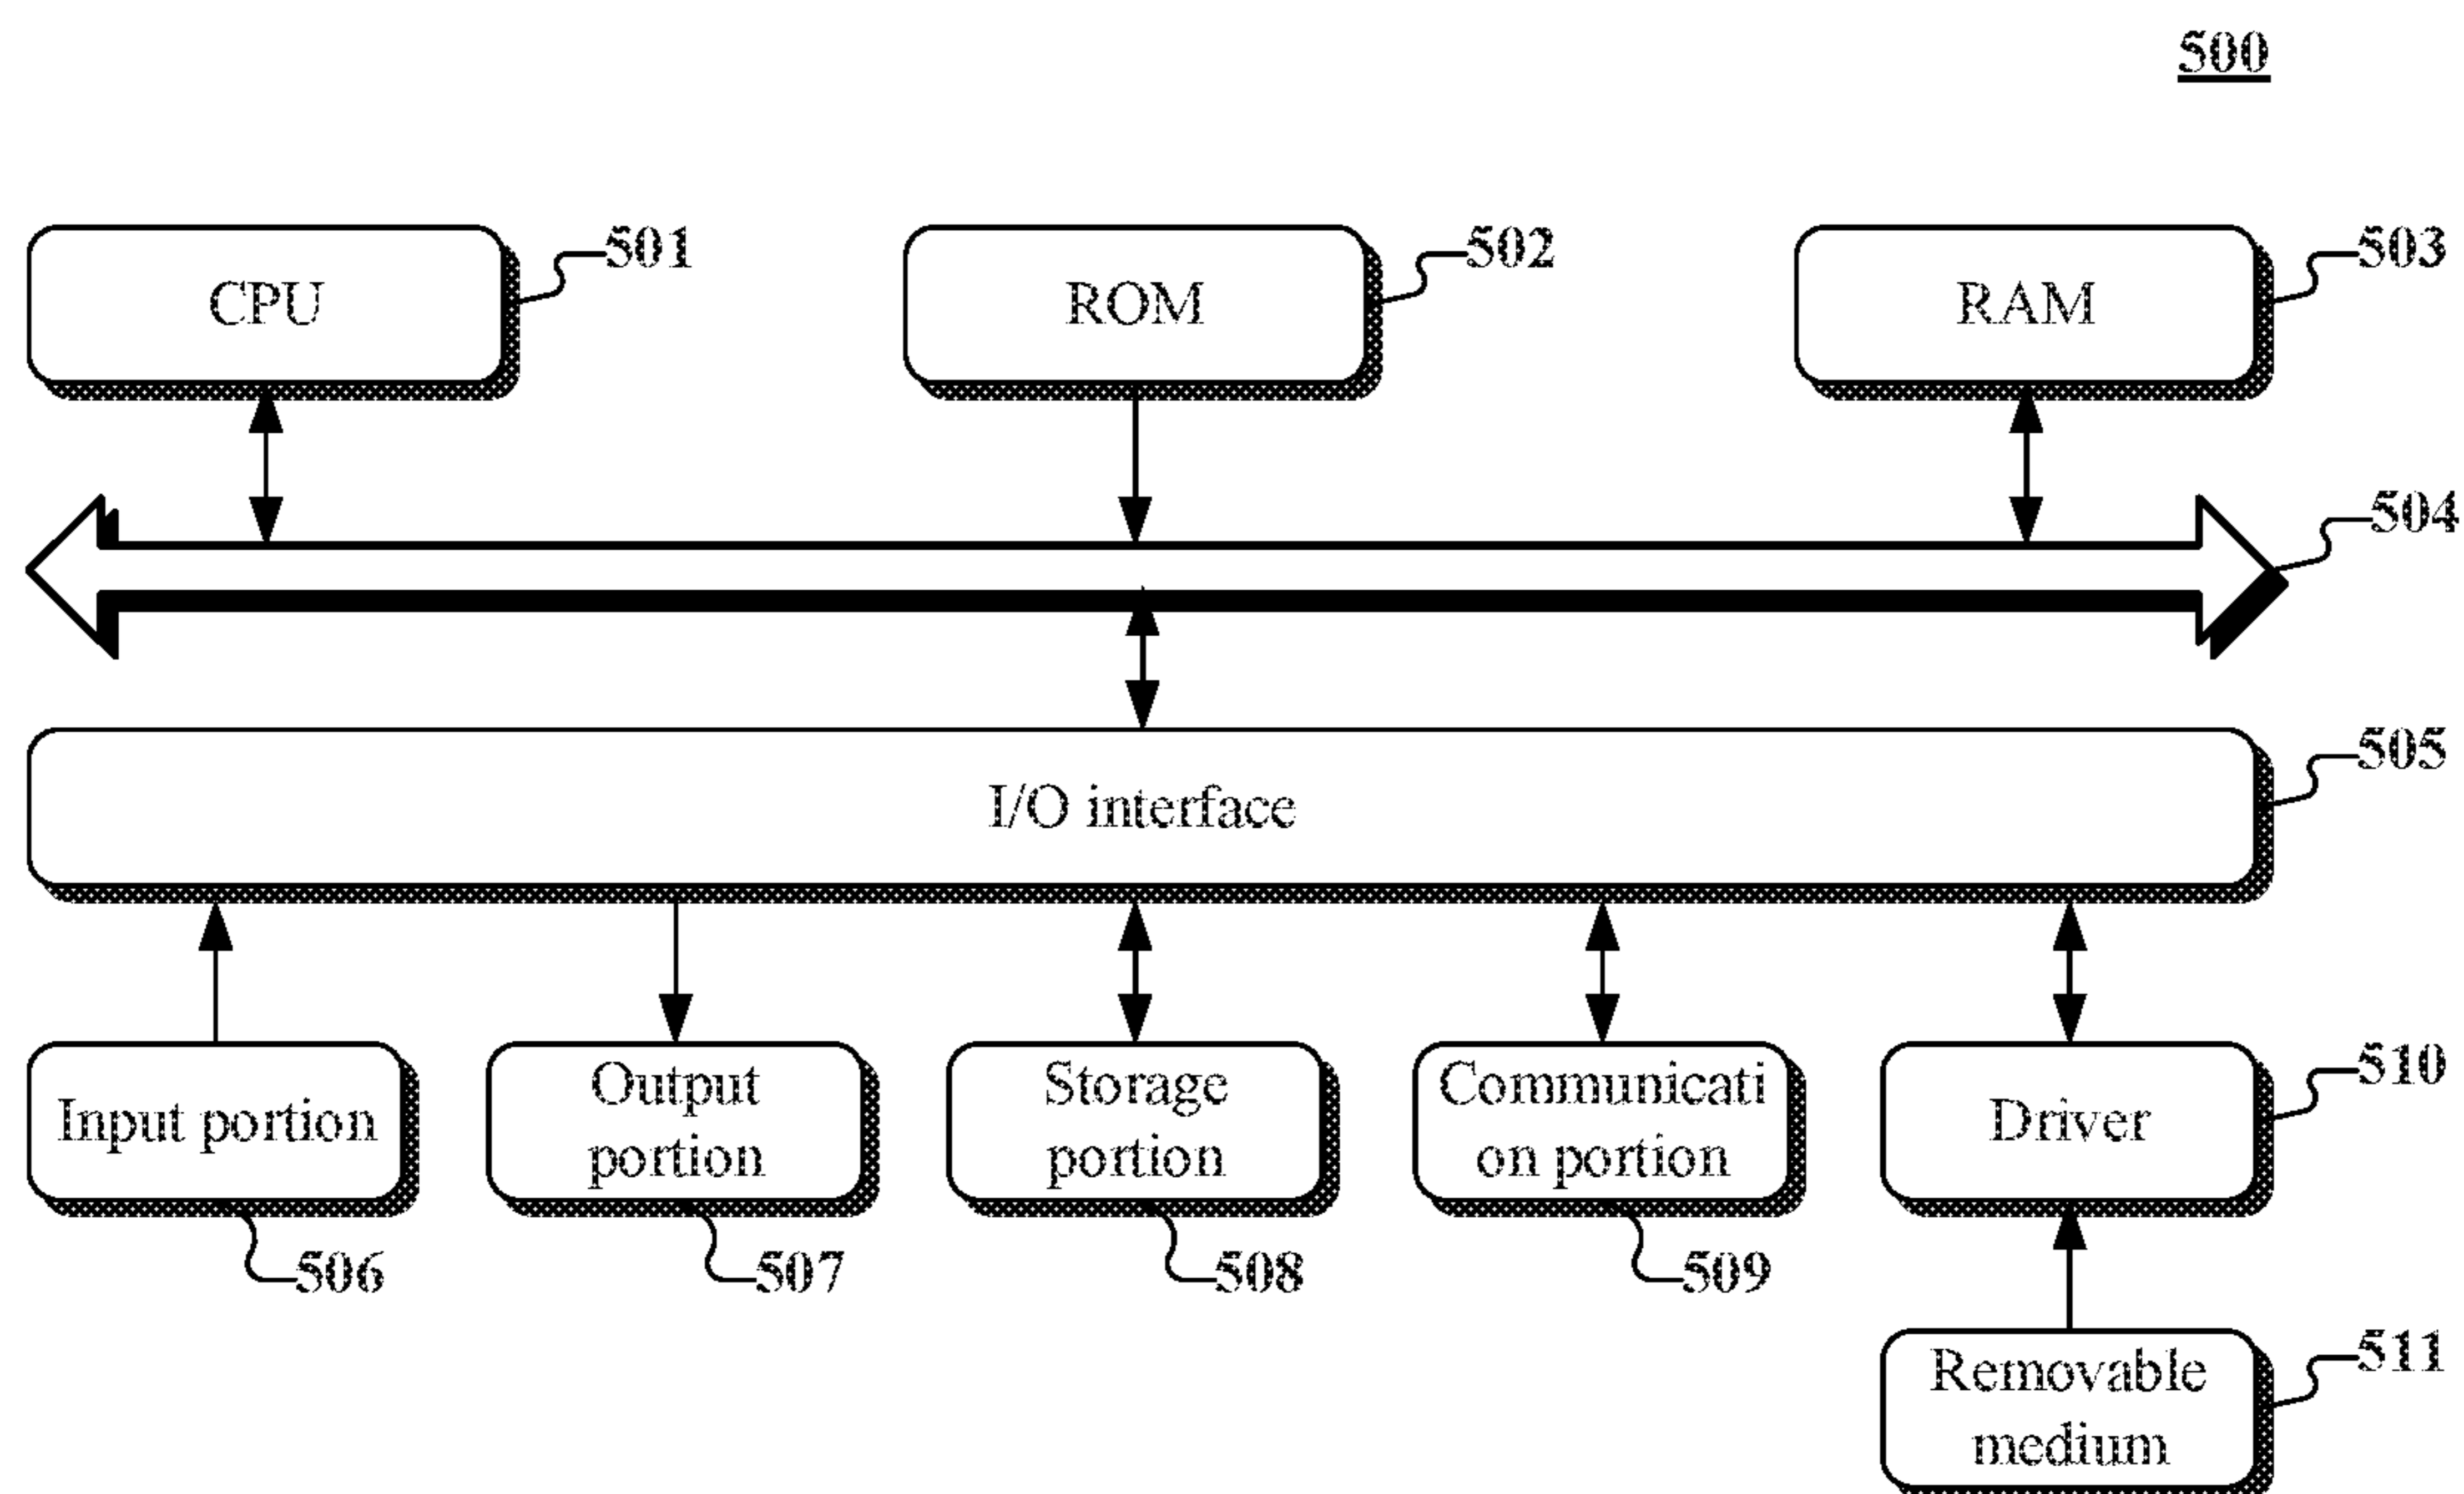 500
CPU
501
ROM
502
RAM
503
504
I/O interface
505
Input portion
506
Output
portion
507
Storage
portion
508
Communicati
on portion
509
Driver
510
Removable
medium
511